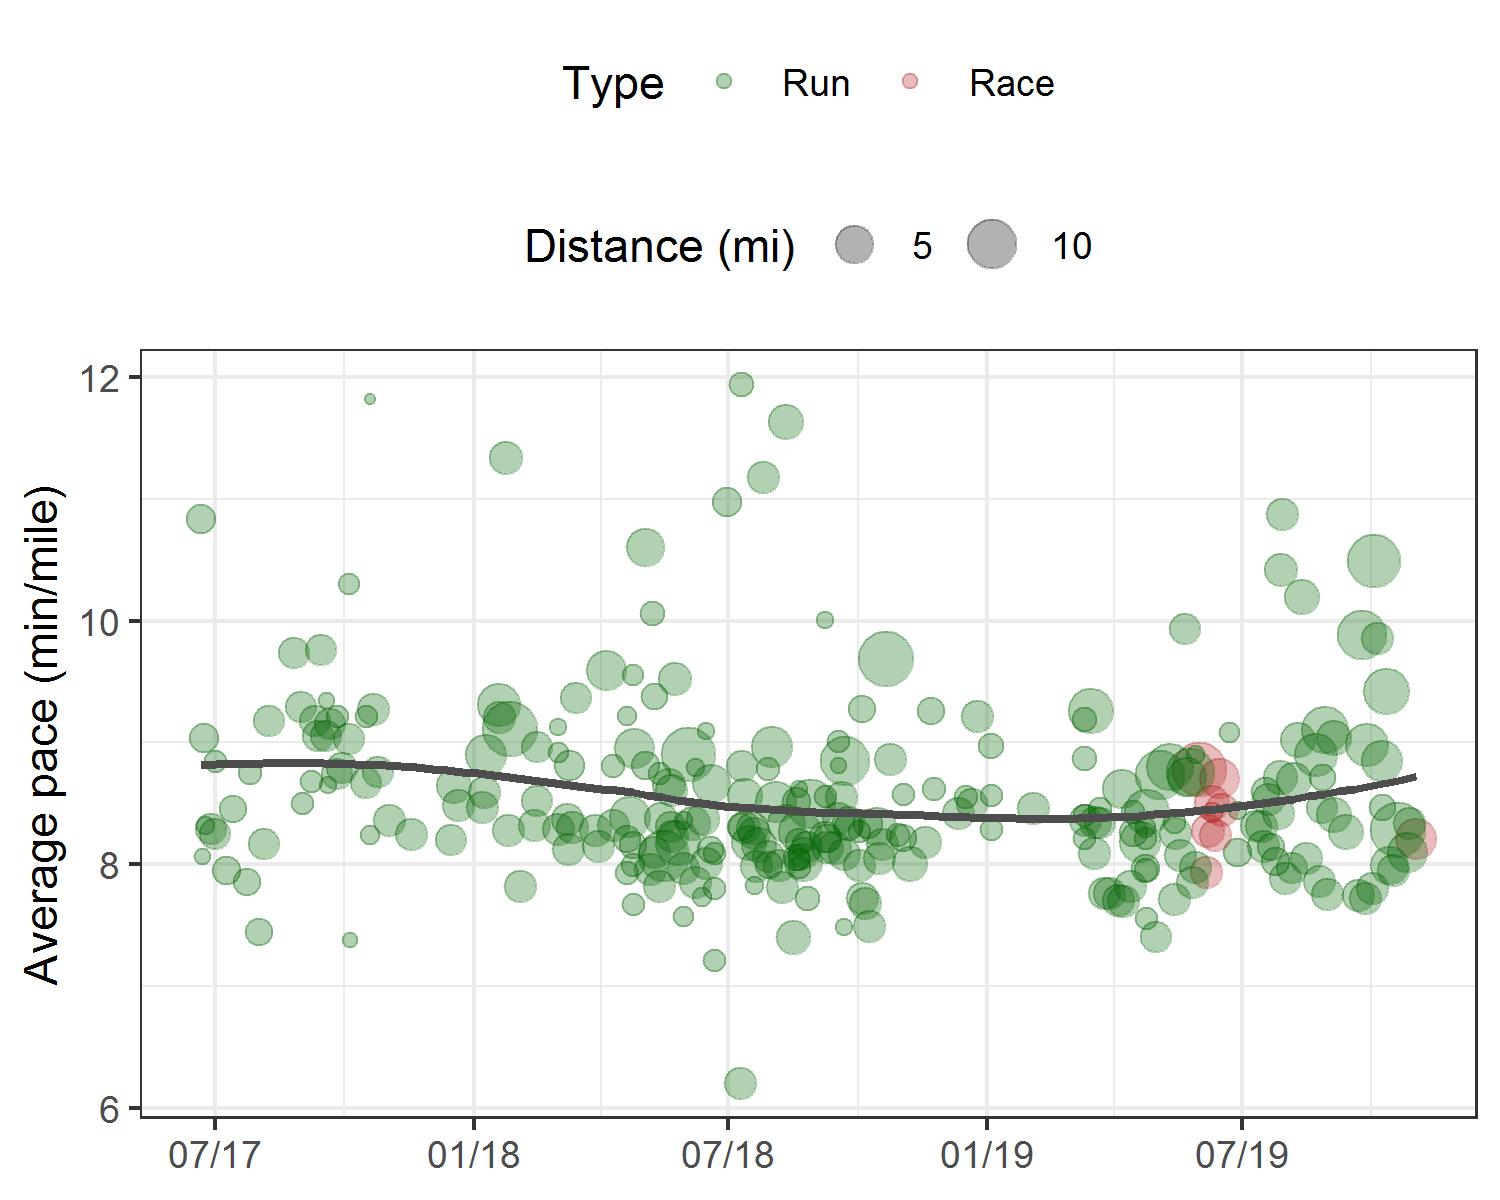 Type Run Race
Distance (mi) 5 10
Average pace (min/mile)
12
10
8
6
07/17 01/18 07/18 01/19 07/19